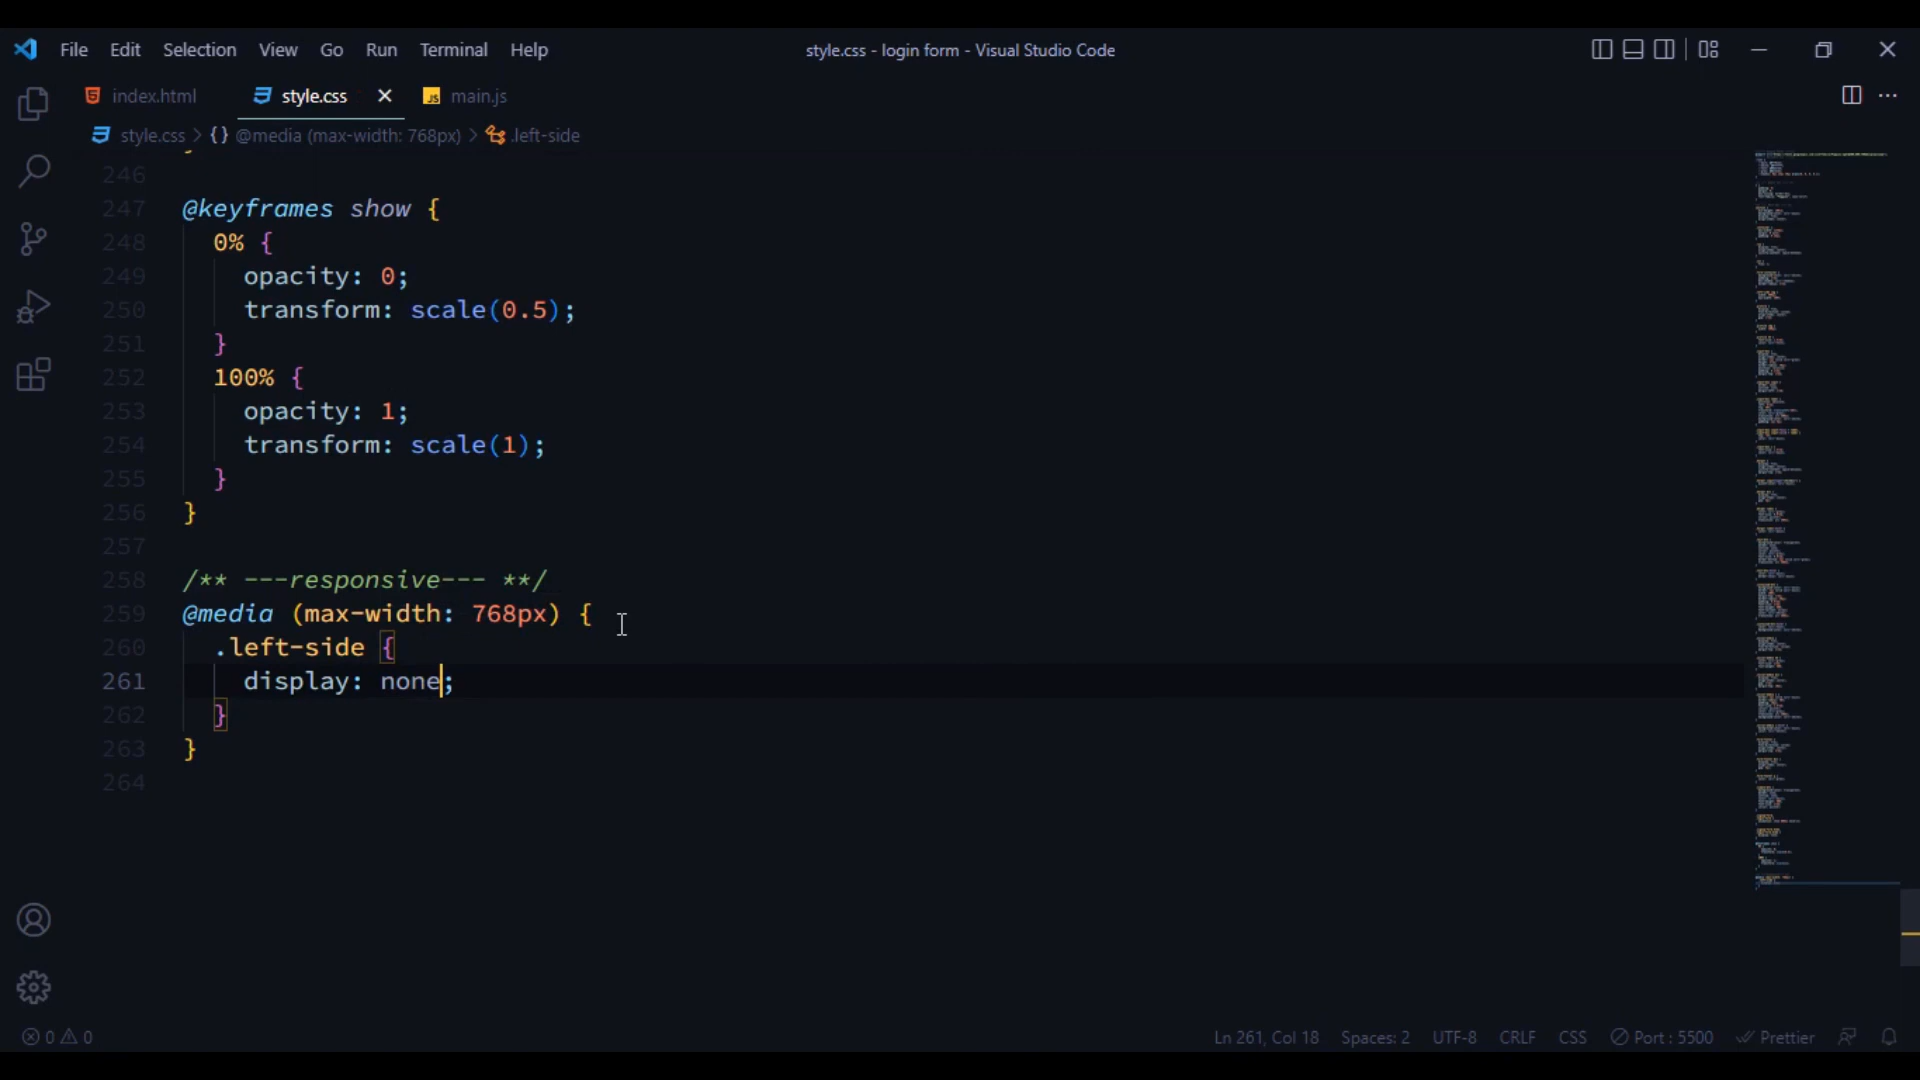 File Edit Selection View Go Run Terminal Help
style.css - login form - Visual Studio Code
index.html style.css main.js
style.css > {} @media (max-width: 768px) > .left-side
246
247 @keyframes show {
248 0% {
249 opacity: 0;
250 transform: scale(0.5);
251 }
252 100% {
253 opacity: 1;
254 transform: scale(1);
255 }
256 }
257
258 /** ---responsive--- **/
259 @media (max-width: 768px) {
260 .left-side {
261 display: none;
262 }
263 }
264
0 0 Ln 261, Col 18 Spaces: 2 UTF-8 CRLF CSS Port : 5500 Prettier